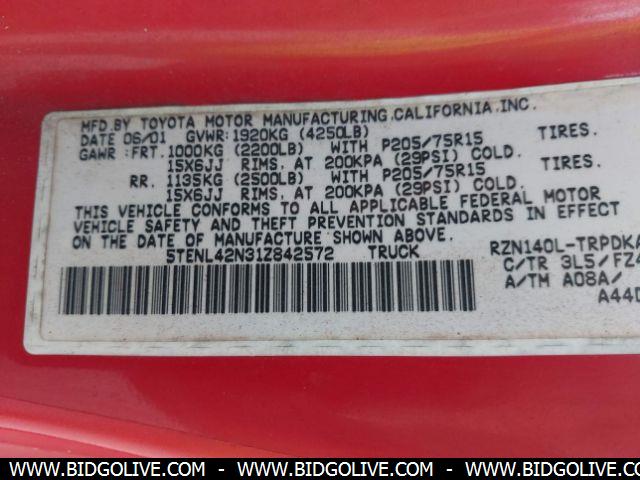 MFD.BY TOYOTA MOTOR MANUFACTURING,CALIFORNIA,INC.
DATE 06/01 GVWR:1920KG (4250LB)
GAWR: FRT. 1000KG (2200LB) WITH P205/75R15 TIRES.
15X6JJ RIMS, AT 200KPA (29PSI) COLD.
RR. 1135KG (2500LB) WITH P205/75R15 TIRES.
15X6JJ RIMS, AT 200KPA (29PSI) COLD.
THIS VEHICLE CONFORMS TO ALL APPLICABLE FEDERAL MOTOR
VEHICLE SAFETY AND THEFT PREVENTION STANDARDS IN EFFECT
ON THE DATE OF MANUFACTURE SHOWN ABOVE.
5TENL42N31Z842572 TRUCK RZN140L-TRPDKA
C/TR 3L5/FZ4
A/TM A08A/
A44D
WWW.BIDGOLIVE.COM - WWW.BIDGOLIVE.COM - WWW.BIDGOLIVE.COM